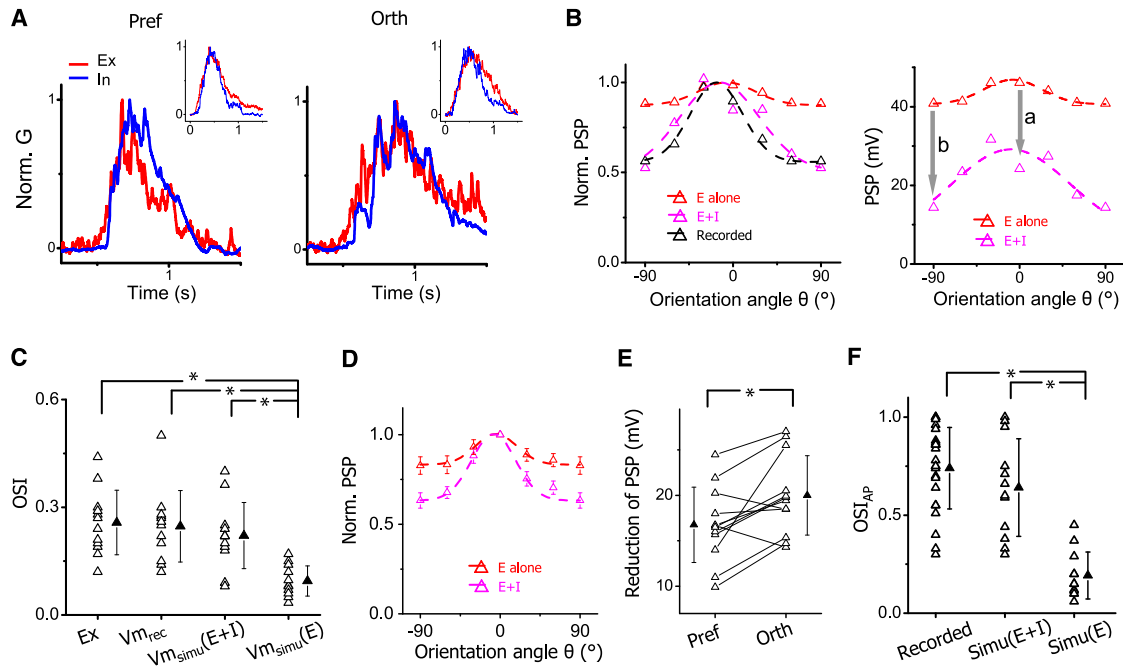 A
Pref
Orth
Ex
In
1
0
0
1
1
0
0
1
Norm. G
1
0
1
0
1
1
Time (s)
Time (s)
B
Norm. PSP
1.0
0.5
0.0
E alone
E+I
Recorded
-90
0
90
Orientation angle θ (°)
PSP (mV)
40
20
0
a
b
E alone
E+I
-90
0
90
Orientation angle θ (°)
C
OSI
0.6
0.3
0.0
*
*
*
Ex
Vmrec
Vmsimu(E+I)
Vmsimu(E)
D
Norm. PSP
1.0
0.5
0.0
E alone
E+I
-90
0
90
Orientation angle θ (°)
E
Reduction of PSP (mV)
30
20
10
*
Pref
Orth
F
OSIAP
1.0
0.5
0.0
*
*
Recorded
Simu(E+I)
Simu(E)